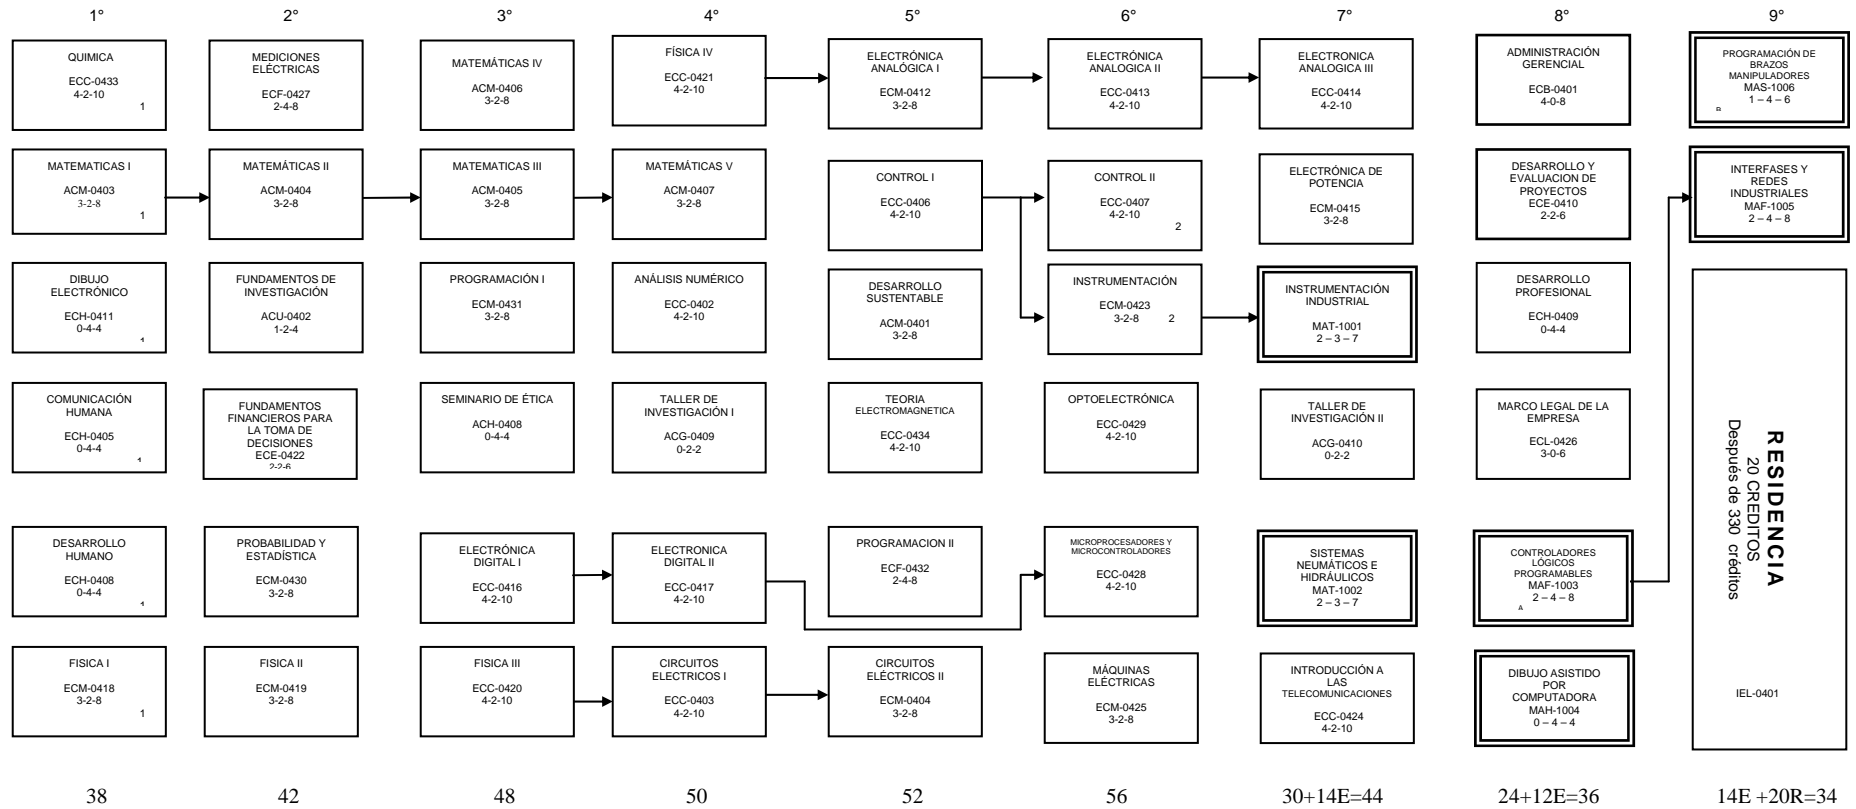 1°
2°
3°
4°
5°
6°
7°
8°
9°
QUIMICA
ECC-0433
4-2-10
1
MEDICIONES
ELÉCTRICAS
ECF-0427
2-4-8
MATEMÁTICAS IV
ACM-0406
3-2-8
FÍSICA IV
ECC-0421
4-2-10
ELECTRÓNICA
ANALÓGICA I
ECM-0412
3-2-8
ELECTRÓNICA
ANALOGICA II
ECC-0413
4-2-10
ELECTRONICA
ANALOGICA III
ECC-0414
4-2-10
ADMINISTRACIÓN
GERENCIAL
ECB-0401
4-0-8
PROGRAMACIÓN DE
BRAZOS
MANIPULADORES
MAS-1006
1 – 4 – 6
B
MATEMATICAS I
ACM-0403
3-2-8
1
MATEMÁTICAS II
ACM-0404
3-2-8
MATEMATICAS III
ACM-0405
3-2-8
MATEMÁTICAS V
ACM-0407
3-2-8
CONTROL I
ECC-0406
4-2-10
CONTROL II
ECC-0407
4-2-10
2
ELECTRÓNICA DE
POTENCIA
ECM-0415
3-2-8
DESARROLLO Y
EVALUACION DE
PROYECTOS
ECE-0410
2-2-6
INTERFASES Y
REDES
INDUSTRIALES
MAF-1005
2 – 4 – 8
DIBUJO
ELECTRÓNICO
ECH-0411
0-4-4
1
FUNDAMENTOS DE
INVESTIGACIÓN
ACU-0402
1-2-4
PROGRAMACIÓN I
ECM-0431
3-2-8
ANÁLISIS NUMÉRICO
ECC-0402
4-2-10
DESARROLLO
SUSTENTABLE
ACM-0401
3-2-8
INSTRUMENTACIÓN
ECM-0423
3-2-8 2
INSTRUMENTACIÓN
INDUSTRIAL
MAT-1001
2 – 3 – 7
DESARROLLO
PROFESIONAL
ECH-0409
0-4-4
COMUNICACIÓN
HUMANA
ECH-0405
0-4-4
1
FUNDAMENTOS
FINANCIEROS PARA
LA TOMA DE
DECISIONES
ECE-0422
2-2-6
SEMINARIO DE ÉTICA
ACH-0408
0-4-4
TALLER DE
INVESTIGACIÓN I
ACG-0409
0-2-2
TEORIA
ELECTROMAGNETICA
ECC-0434
4-2-10
OPTOELECTRÓNICA
ECC-0429
4-2-10
TALLER DE
INVESTIGACIÓN II
ACG-0410
0-2-2
MARCO LEGAL DE LA
EMPRESA
ECL-0426
3-0-6
RESIDENCIA
20 CREDITOS
Después de 330 créditos
IEL-0401
DESARROLLO
HUMANO
ECH-0408
0-4-4
1
PROBABILIDAD Y
ESTADÍSTICA
ECM-0430
3-2-8
ELECTRÓNICA
DIGITAL I
ECC-0416
4-2-10
ELECTRONICA
DIGITAL II
ECC-0417
4-2-10
PROGRAMACION II
ECF-0432
2-4-8
MICROPROCESADORES Y
MICROCONTROLADORES
ECC-0428
4-2-10
SISTEMAS
NEUMÁTICOS E
HIDRÁULICOS
MAT-1002
2 – 3 – 7
CONTROLADORES
LÓGICOS
PROGRAMABLES
MAF-1003
2 – 4 – 8
A
FISICA I
ECM-0418
3-2-8
1
FISICA II
ECM-0419
3-2-8
FISICA III
ECC-0420
4-2-10
CIRCUITOS
ELECTRICOS I
ECC-0403
4-2-10
CIRCUITOS
ELÉCTRICOS II
ECM-0404
3-2-8
MÁQUINAS
ELÉCTRICAS
ECM-0425
3-2-8
INTRODUCCIÓN A
LAS
TELECOMUNICACIONES
ECC-0424
4-2-10
DIBUJO ASISTIDO
POR
COMPUTADORA
MAH-1004
0 – 4 – 4
38
42
48
50
52
56
30+14E=44
24+12E=36
14E +20R=34